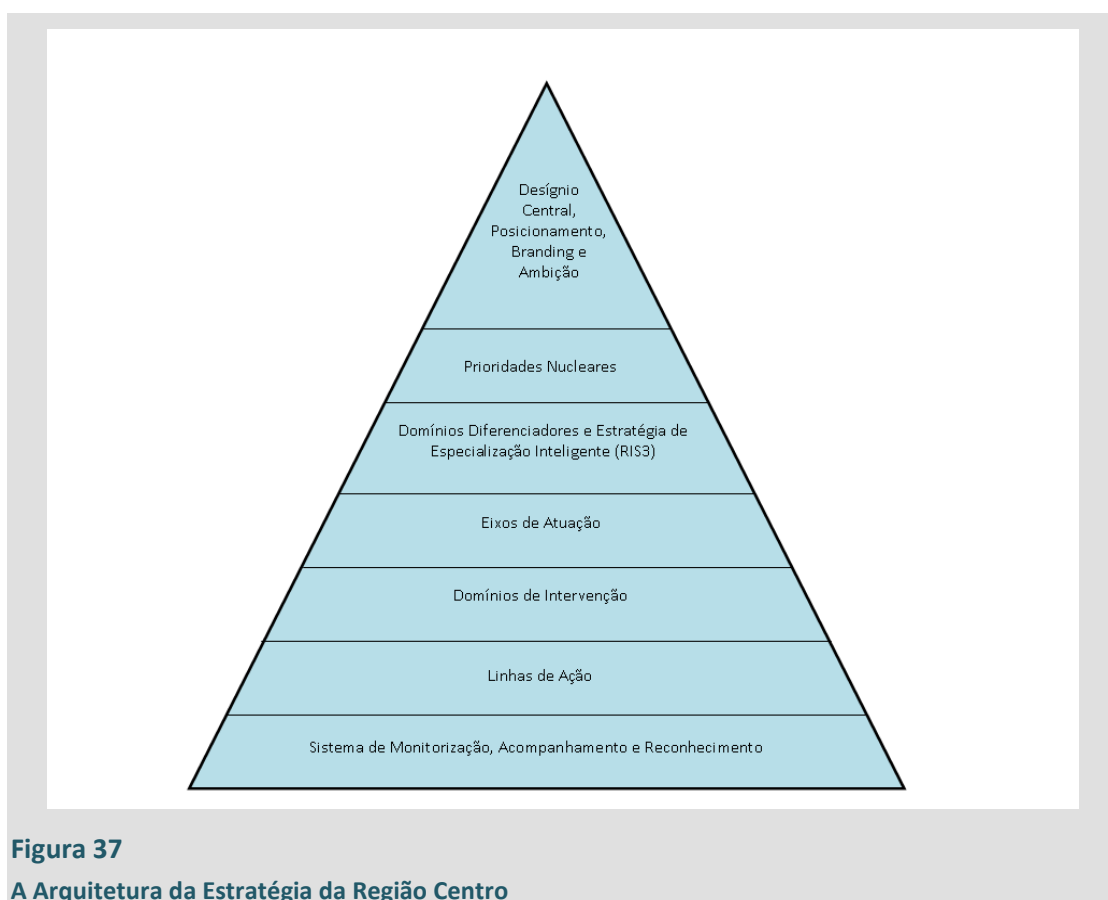 Desígnio
Central,
Posicionamento,
Branding e
Ambição
Prioridades Nucleares
Domínios Diferenciadores e Estratégia de
Especialização Inteligente (RIS3)
Eixos de Atuação
Domínios de Intervenção
Linhas de Ação
Sistema de Monitorização, Acompanhamento e Reconhecimento
Figura 37
A Arquitetura da Estratégia da Região Centro